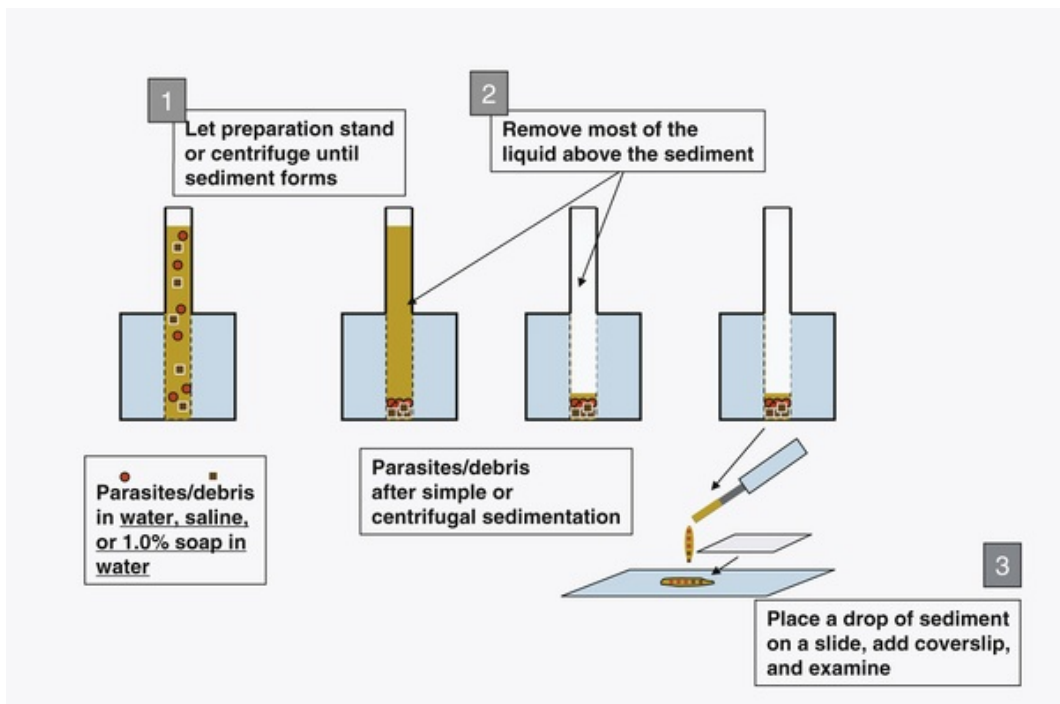 1
Let preparation stand
or centrifuge until
sediment forms
2
Remove most of the
liquid above the sediment
Parasites/debris
in water, saline,
or 1.0% soap in
water
Parasites/debris
after simple or
centrifugal sedimentation
3
Place a drop of sediment
on a slide, add coverslip,
and examine